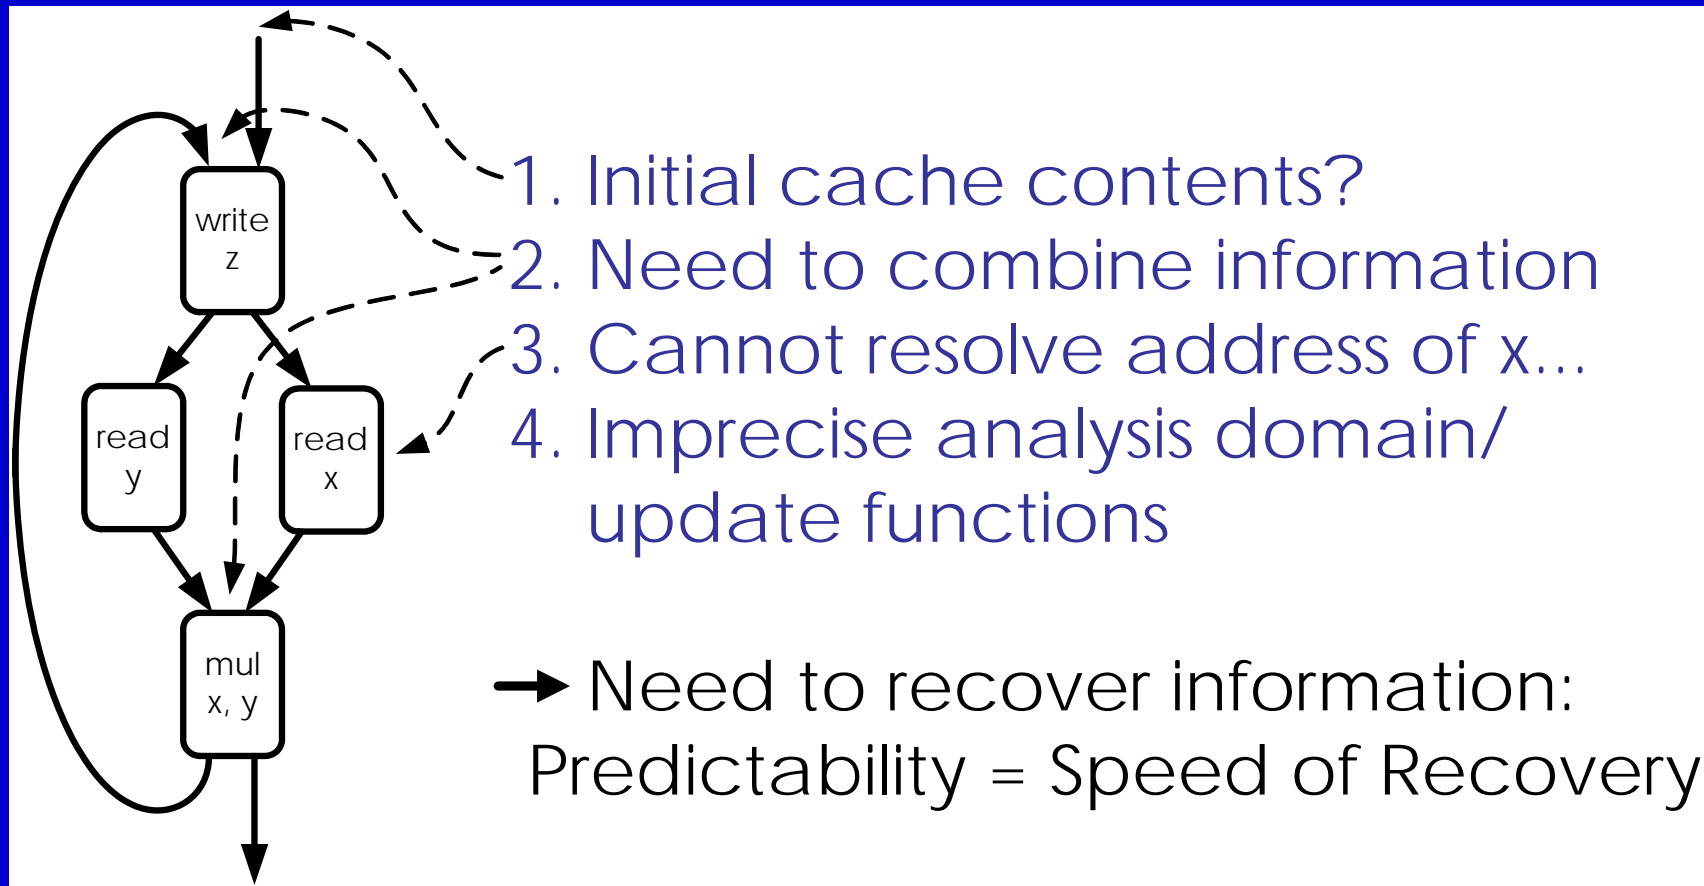 write
z
read
y
read
x
mul
x, y
1. Initial cache contents?
2. Need to combine information
3. Cannot resolve address of x...
4. Imprecise analysis domain/
update functions
Need to recover information:
Predictability = Speed of Recovery